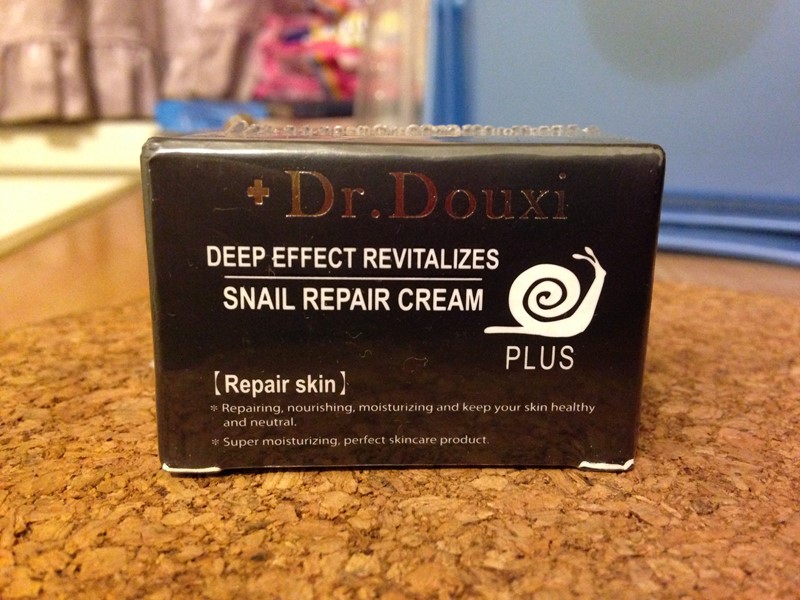 Dr.Douxi
DEEP EFFECT REVITALIZES
SNAIL REPAIR CREAM
PLUS
【Repair skin】
* Repairing, nourishing, moisturizing and keep your skin healthy
and neutral.
* Super moisturizing, perfect skincare product.